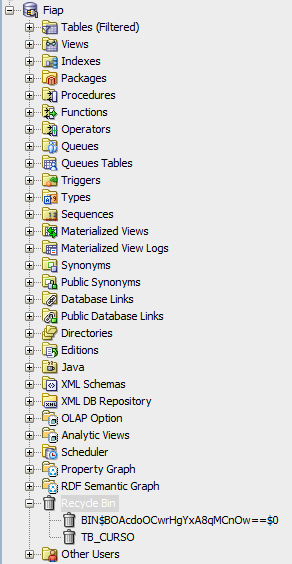 Fiap
Tables (Filtered)
Views
Indexes
Packages
Procedures
Functions
Operators
Queues
Queues Tables
Triggers
Types
Sequences
Materialized Views
Materialized View Logs
Synonyms
Public Synonyms
Database Links
Public Database Links
Directories
Editions
Java
XML Schemas
XML DB Repository
OLAP Option
Analytic Views
Scheduler
Property Graph
RDF Semantic Graph
Recycle Bin
BIN$BOAcdoOCwrHgYxA8qMCnOw==$0
TB_CURSO
Other Users